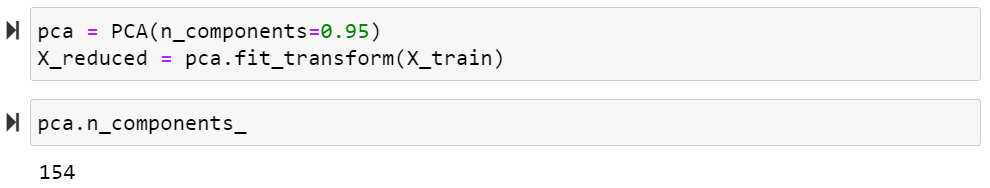 pca = PCA(n_components=0.95)
X_reduced = pca.fit_transform(X_train)
pca.n_components_
154